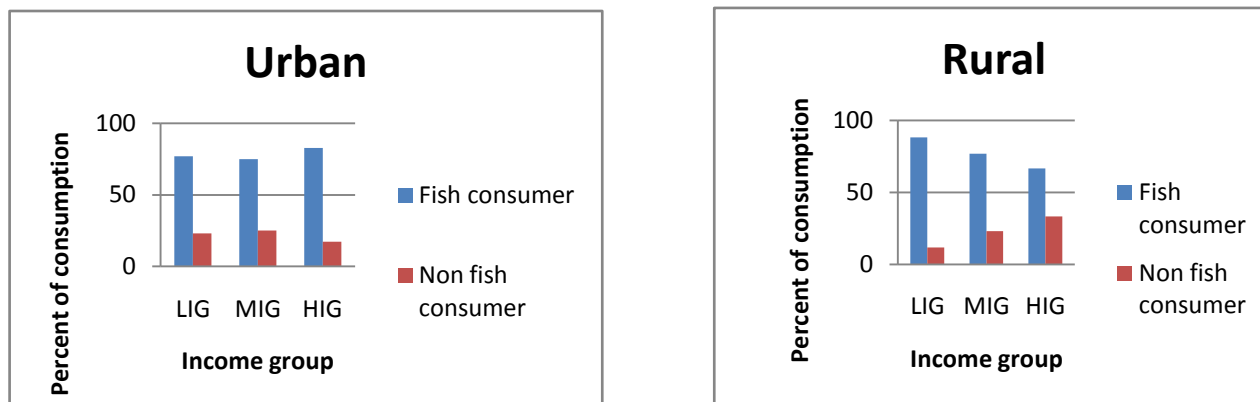 Urban
Percent of consumption
100
50
0
LIG MIG HIG
Income group
Fish consumer
Non fish
consumer
Rural
Percent of consumption
100
50
0
LIG MIG HIG
Income group
Fish
consumer
Non fish
consumer